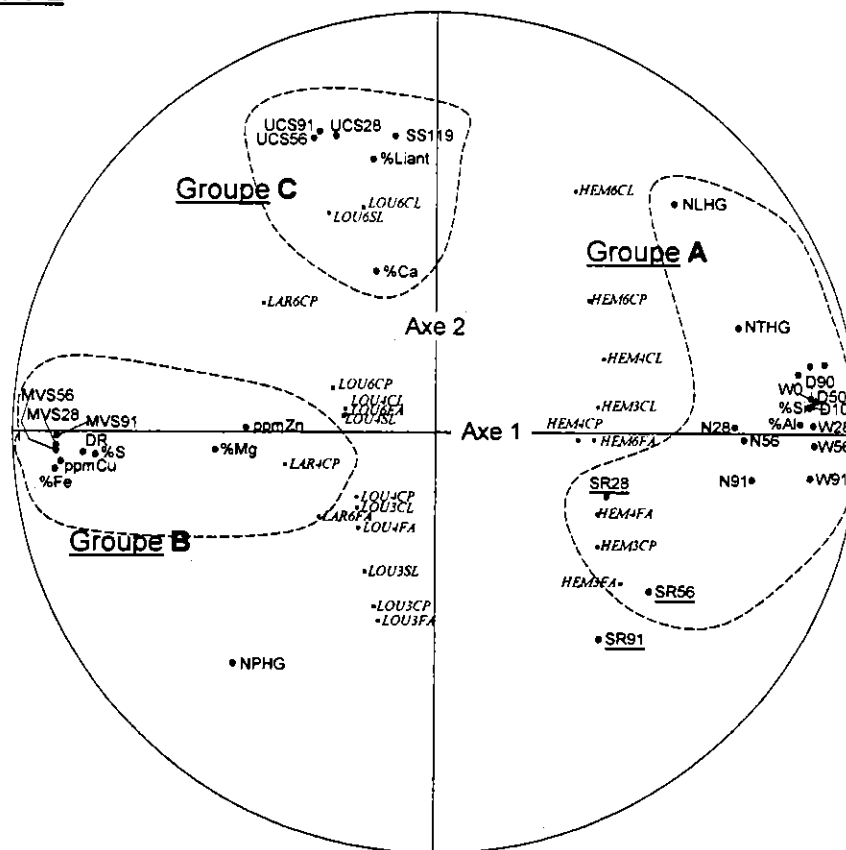 UCS91 UCS28
UCS56 SS119
%Liant
Groupe C
LOU6CL
LOU6SL
%Ca
LAR6CP
HEM6CL
NLHG
Groupe A
HEM6CP
Axe 2
NTHG
HEM4CL
MVS56
MVS28
MVS91
LOU6CP
LOU4CL
LOU6FA
LOU4SL
HEM3CL
W0 D90
D50
%Si D10
%Al W28
ppmZn
Axe 1
HEM4CP
HEM6FA
N28
N56
W56
DR
%S
ppmCu
%Fe
%Mg
LAR4CP
N91
W91
SR28
LOU4CP
LOU3CL
LAR6FA
LOU4FA
HEM4FA
Groupe B
HEM3CP
LOU3SL
HEM3FA
SR56
LOU3CP
LOU3FA
SR91
NPHG